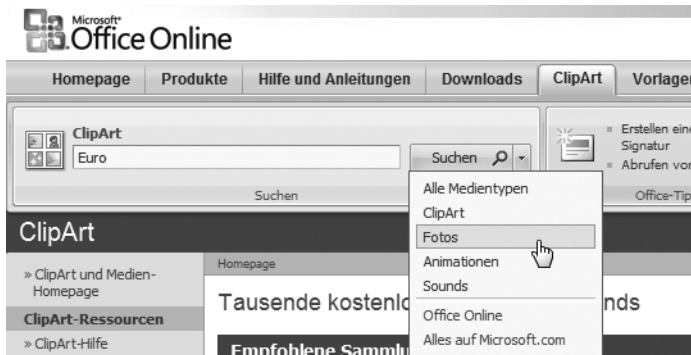 Microsoft®
Office Online
Homepage Produkte Hilfe und Anleitungen Downloads ClipArt Vorlagen
ClipArt
Euro
Suchen
Suchen
Erstellen eine
Signatur
Abrufen vor
Office-Tip
Alle Medientypen
ClipArt
Fotos
Animationen
Sounds
Office Online
Alles auf Microsoft.com
ClipArt
» ClipArt und Medien-
Homepage
ClipArt-Ressourcen
» ClipArt-Hilfe
Homepage
Tausende kostenlo nds
Empfohlene Sammlu